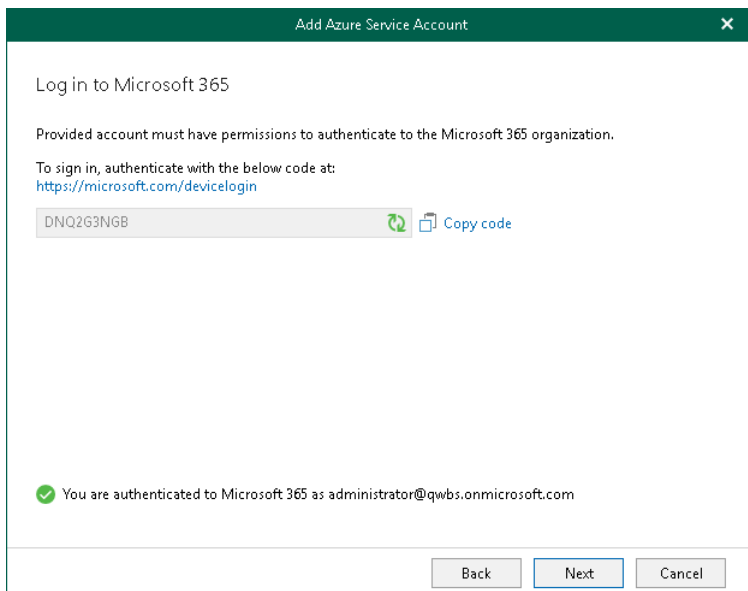 Add Azure Service Account
Log in to Microsoft 365
Provided account must have permissions to authenticate to the Microsoft 365 organization.
To sign in, authenticate with the below code at:
https://microsoft.com/devicelogin
DNQ2G3NGB Copy code
You are authenticated to Microsoft 365 as administrator@qwbs.onmicrosoft.com
Back Next Cancel